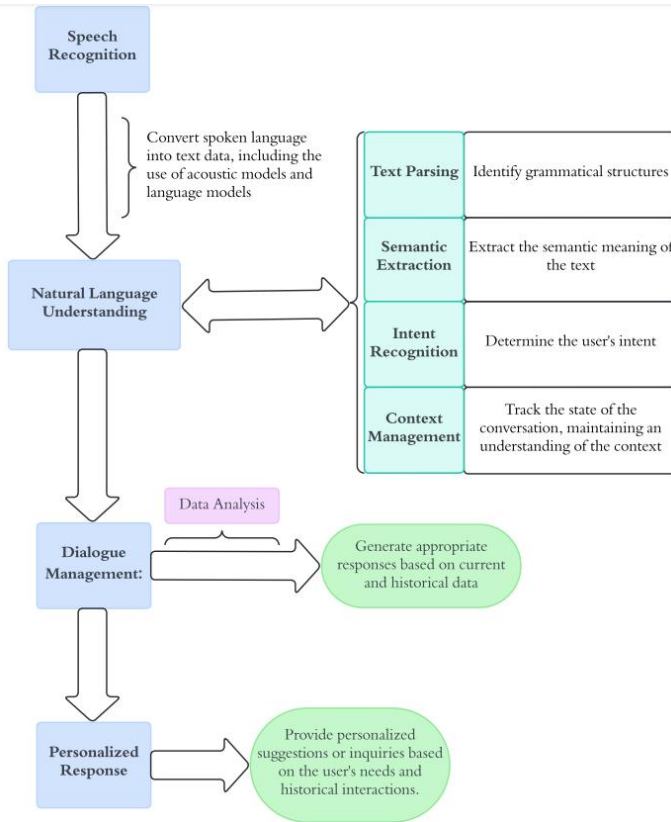 Speech
Recognition
Convert spoken language
into text data, including the
use of acoustic models and
language models
Natural Language
Understanding
Text Parsing
Identify grammatical structures
Semantic
Extraction
Extract the semantic meaning of
the text
Intent
Recognition
Determine the user's intent
Context
Management
Track the state of the
conversation, maintaining an
understanding of the context
Data Analysis
Dialogue
Management:
Generate appropriate
responses based on current
and historical data
Personalized
Response
Provide personalized
suggestions or inquiries based
on the user's needs and
historical interactions.